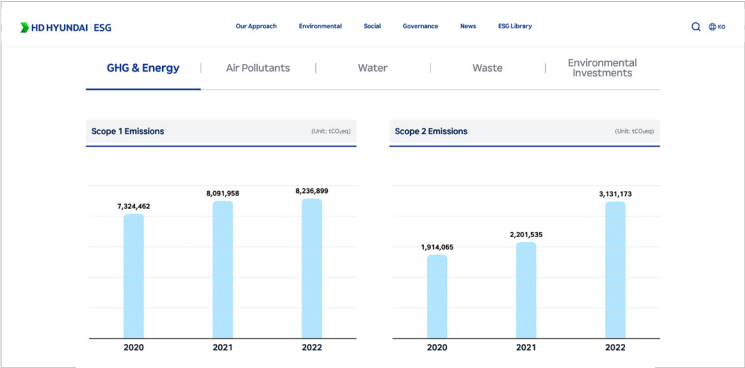 HD HYUNDAI | ESG
Our Approach Environmental Social Governance News ESG Library
KO
GHG & Energy | Air Pollutants | Water | Waste | Environmental Investments
Scope 1 Emissions (Unit: tCO₂eq)
7,324,462 8,091,958 8,236,899
2020 2021 2022
Scope 2 Emissions (Unit: tCO₂eq)
1,914,065 2,201,535 3,131,173
2020 2021 2022